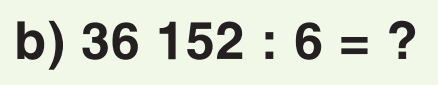 b) 36 152 : 6 = ?